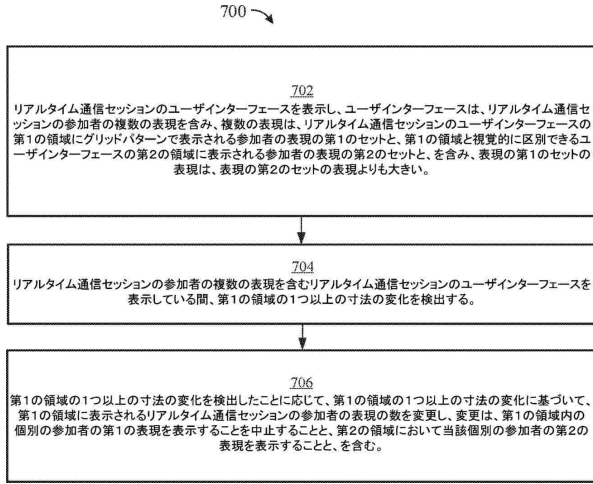 700
702
リアルタイム通信セッションのユーザインターフェースを表示し、ユーザインターフェースは、リアルタイム通信セ
ッションの参加者の複数の表現を含み、複数の表現は、リアルタイム通信セッションのユーザインターフェースの
第1の領域にグリッドパターンで表示される参加者の表現の第1のセットと、第1の領域と視覚的に区別できるユ
ーザインターフェースの第2の領域に表示される参加者の表現の第2のセットと、を含み、表現の第1のセットの
表現は、表現の第2のセットの表現よりも大きい。
704
リアルタイム通信セッションの参加者の複数の表現を含むリアルタイム通信セッションのユーザインターフェースを
表示している間、第1の領域の1つ以上の寸法の変化を検出する。
706
第1の領域の1つ以上の寸法の変化を検出したことに応じて、第1の領域の1つ以上の寸法の変化に基づいて、
第1の領域に表示されるリアルタイム通信セッションの参加者の表現の数を変更し、変更は、第1の領域内の
個別の参加者の第1の表現を表示することを中止することと、第2の領域において当該個別の参加者の第2の
表現を表示することと、を含む。